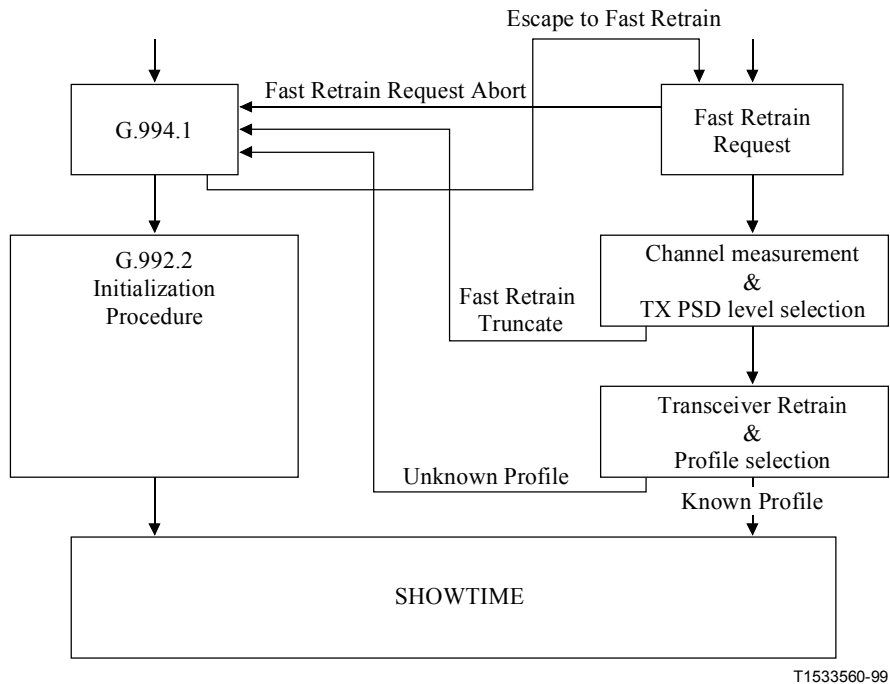 Escape to Fast Retrain
Fast Retrain Request Abort
G.994.1
Fast Retrain
Request
G.992.2
Initialization
Procedure
Channel measurement
&
TX PSD level selection
Fast Retrain
Truncate
Transceiver Retrain
&
Profile selection
Unknown Profile
Known Profile
SHOWTIME
T1533560-99